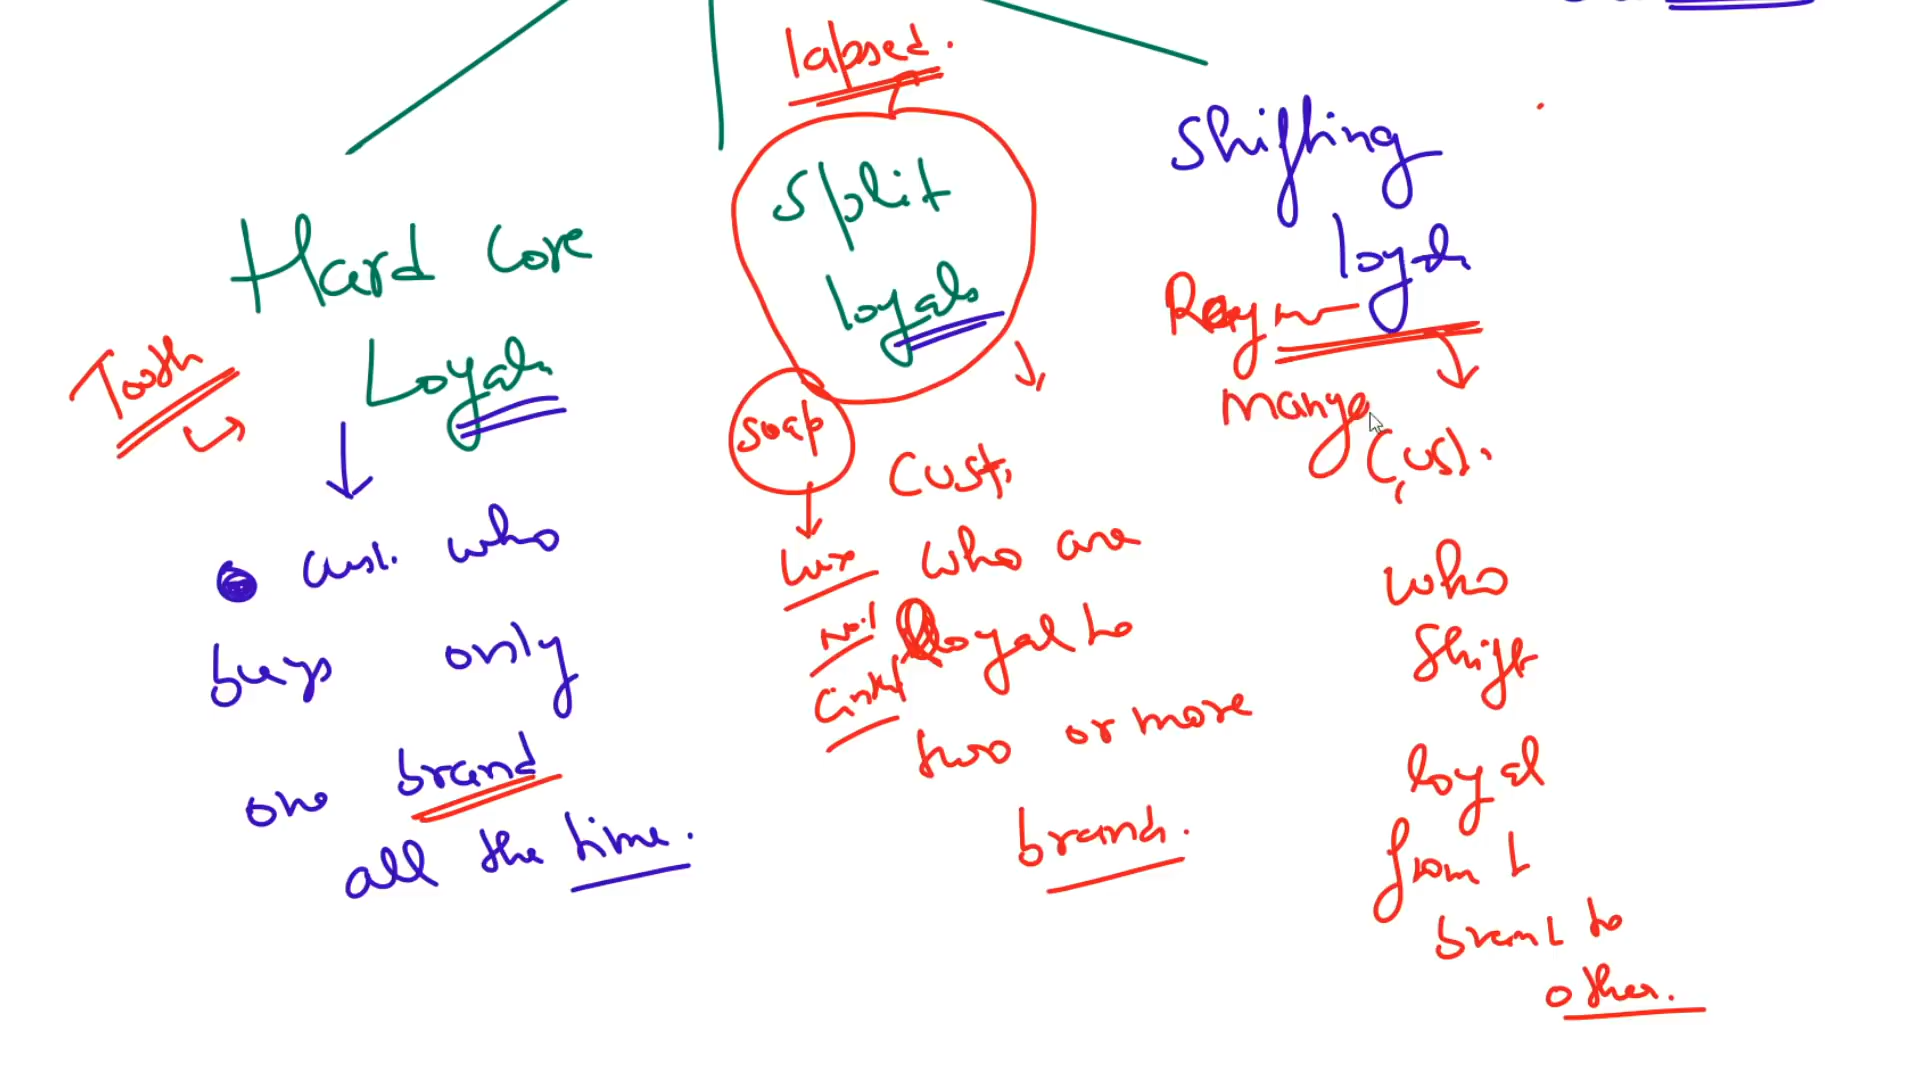 lapsed.
Split
loyals
Shifting
loyals
Hard Core
Loyals
Tooth
soap
Lux
No.1
cust. who
buys only
one brand
all the time.
Cust.
who are
loyal to
two or more
brand.
Cust.
who
Shift
loyal
from 1
brand to
other.